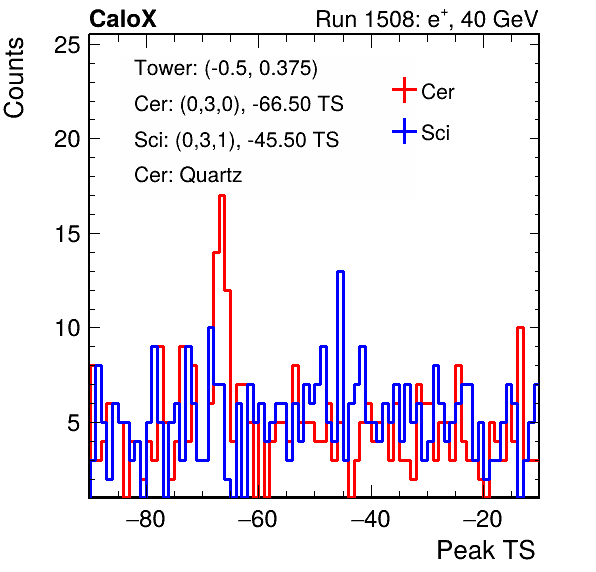 CaloX Run 1508: e⁺, 40 GeV
Counts
25
20
15
10
5
Tower: (-0.5, 0.375)
Cer: (0,3,0), -66.50 TS
Sci: (0,3,1), -45.50 TS
Cer: Quartz
Cer
Sci
−80 −60 −40 −20
Peak TS